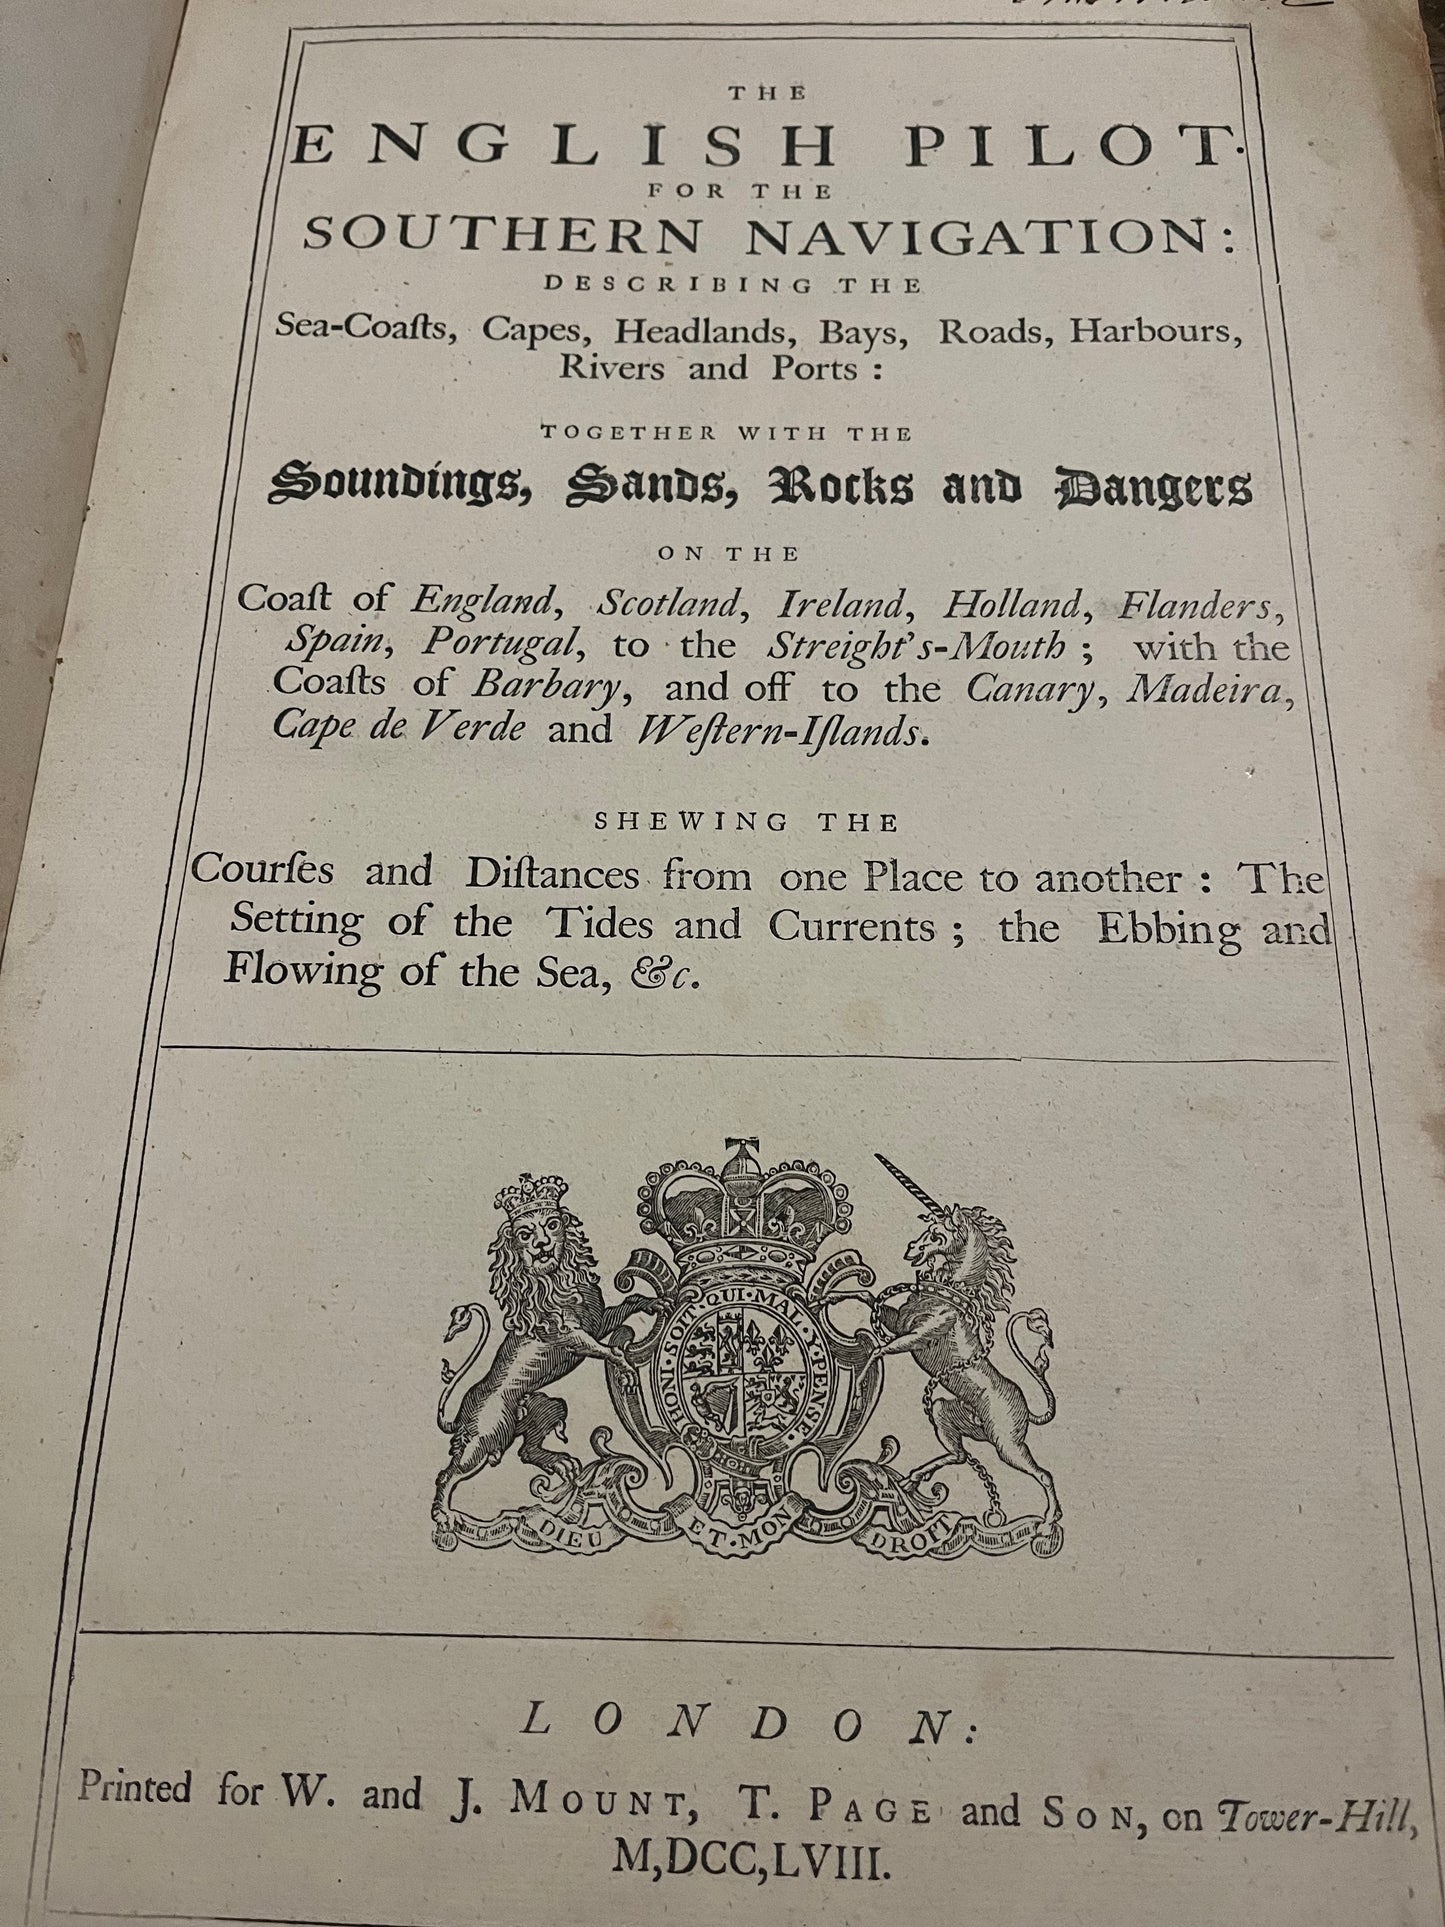 THE
ENGLISH PILOT.
FOR THE
SOUTHERN NAVIGATION:
DESCRIBING THE
Sea-Coaſts, Capes, Headlands, Bays, Roads, Harbours,
Rivers and Ports:
TOGETHER WITH THE
Soundings, Sands, Rocks and Dangers
ON THE
Coaſt of England, Scotland, Ireland, Holland, Flanders,
Spain, Portugal, to the Streight's-Mouth; with the
Coaſts of Barbary, and off to the Canary, Madeira,
Cape de Verde and Weſtern-Iſlands.
SHEWING THE
Courſes and Diſtances from one Place to another: The
Setting of the Tides and Currents; the Ebbing and
Flowing of the Sea, &c.
HONI·SOIT·QUI·MAL·Y·PENSE·
DIEU ET·MON DROIT
LONDON:
Printed for W. and J. MOUNT, T. PAGE and SON, on Tower-Hill,
M,DCC,LVIII.